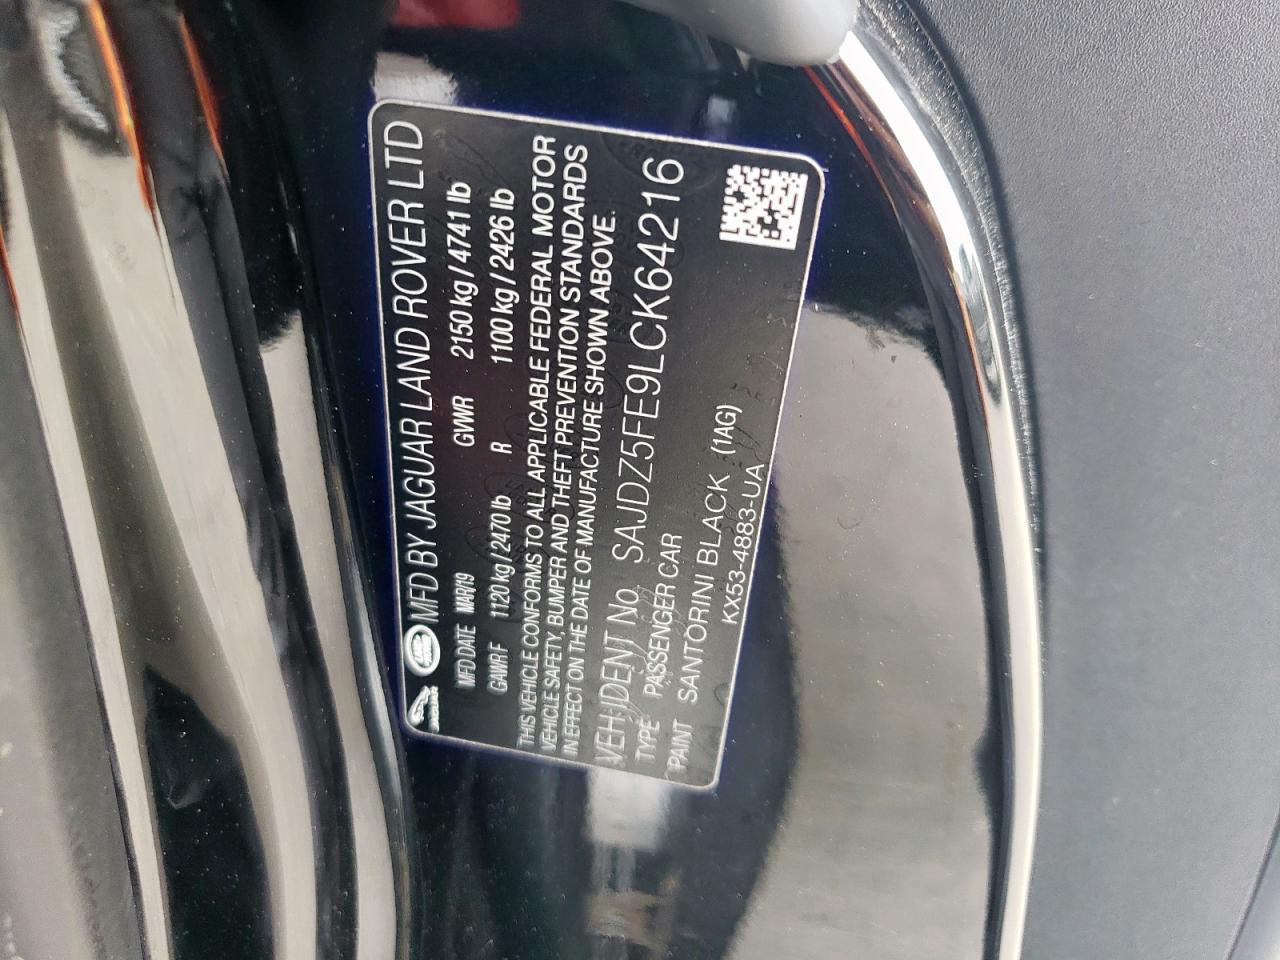 MFD BY JAGUAR LAND ROVER LTD
MFD DATE MAR/19 GVWR 2150 kg / 4741 lb
GAWR F 1120 kg / 2470 lb R 1100 kg / 2426 lb
THIS VEHICLE CONFORMS TO ALL APPLICABLE FEDERAL MOTOR
VEHICLE SAFETY, BUMPER AND THEFT PREVENTION STANDARDS
IN EFFECT ON THE DATE OF MANUFACTURE SHOWN ABOVE.
VEH IDENT No. SAJDZ5FE9LCK64216
TYPE PASSENGER CAR
PAINT SANTORINI BLACK (1AG)
KX53-4883-UA